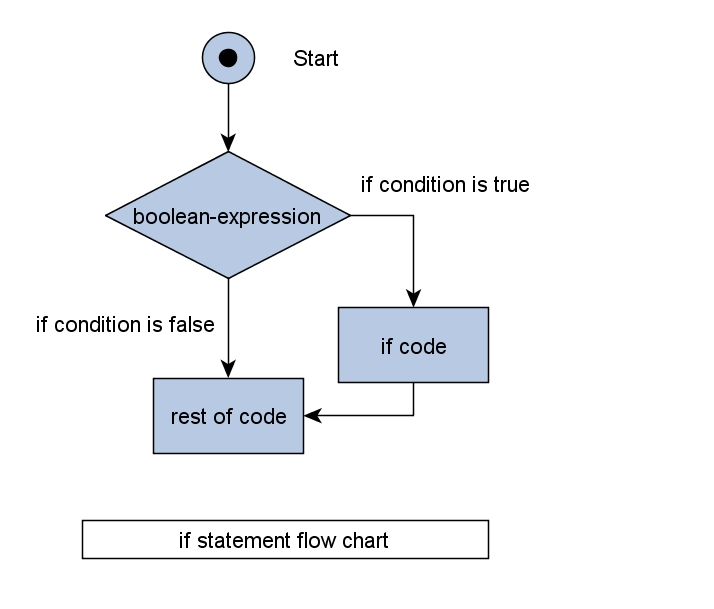 Start
if condition is true
boolean-expression
if condition is false
if code
rest of code
if statement flow chart